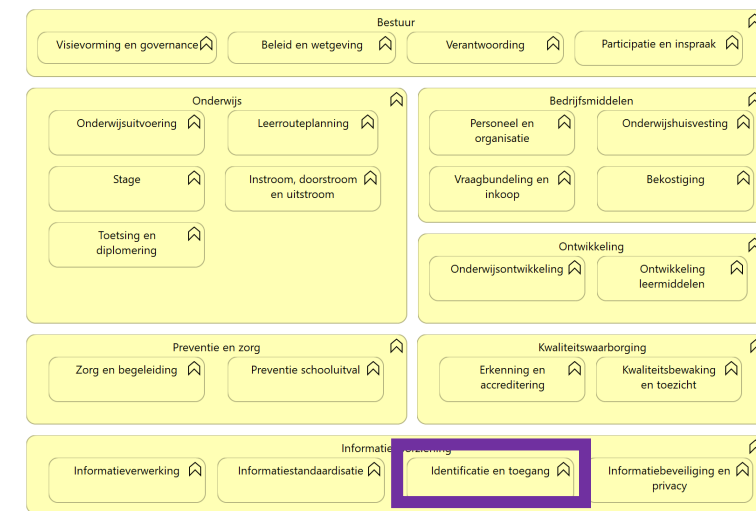 Bestuur
Visievorming en governance
Beleid en wetgeving
Verantwoording
Participatie en inspraak
Onderwijs
Onderwijsuitvoering
Leerrouteplanning
Stage
Instroom, doorstroom
en uitstroom
Toetsing en
diplomering
Bedrijfsmiddelen
Personeel en
organisatie
Onderwijshuisvesting
Vraagbundeling en
inkoop
Bekostiging
Ontwikkeling
Onderwijsontwikkeling
Ontwikkeling
leermiddelen
Preventie en zorg
Zorg en begeleiding
Preventie schooluitval
Kwaliteitswaarborging
Erkenning en
accreditering
Kwaliteitsbewaking
en toezicht
Informatieverwerking
Informatiestandaardisatie
Identificatie en toegang
Informatiebeveiliging en
privacy